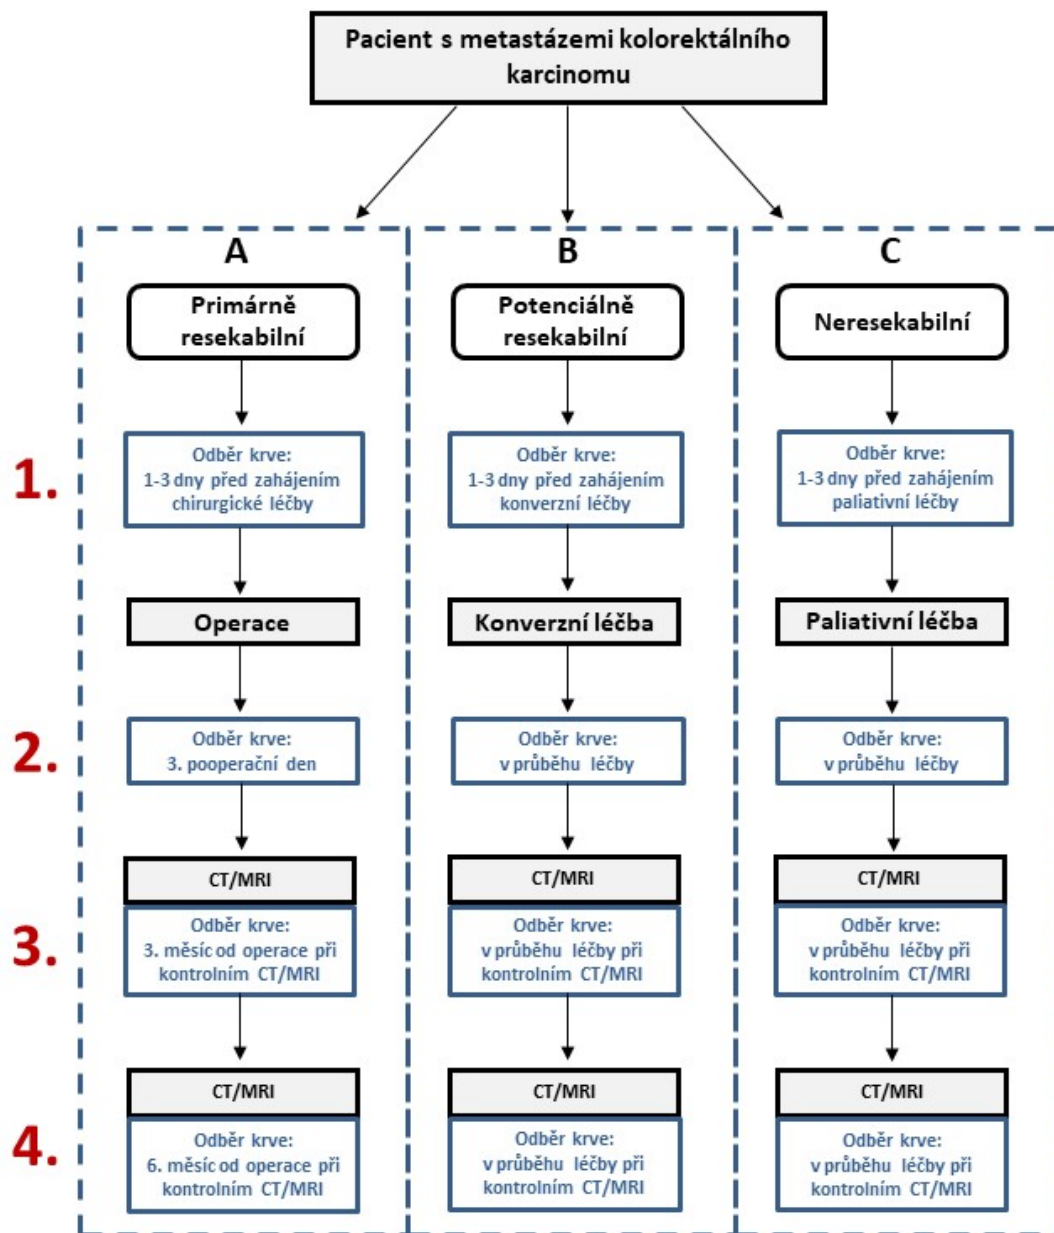 Pacient s metastázemi kolorektálního
karcinomu
A
Primárně
resekabilní
B
Potenciálně
resekabilní
C
Neresekabilní
1.
Odběr krve:
1-3 dny před zahájením
chirurgické léčby
Odběr krve:
1-3 dny před zahájením
konverzní léčby
Odběr krve:
1-3 dny před zahájením
paliativní léčby
Operace
Konverzní léčba
Paliativní léčba
2.
Odběr krve:
3. pooperační den
Odběr krve:
v průběhu léčby
Odběr krve:
v průběhu léčby
3.
CT/MRI
Odběr krve:
3. měsíc od operace při
kontrolním CT/MRI
CT/MRI
Odběr krve:
v průběhu léčby při
kontrolním CT/MRI
CT/MRI
Odběr krve:
v průběhu léčby při
kontrolním CT/MRI
4.
CT/MRI
Odběr krve:
6. měsíc od operace při
kontrolním CT/MRI
CT/MRI
Odběr krve:
v průběhu léčby při
kontrolním CT/MRI
CT/MRI
Odběr krve:
v průběhu léčby při
kontrolním CT/MRI